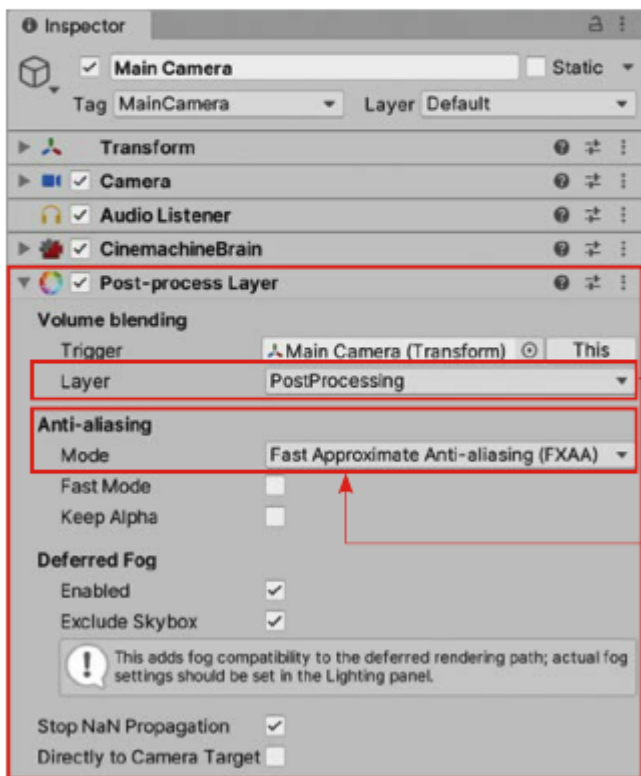 Inspector
Main Camera
Static
Tag MainCamera
Layer Default
Transform
Camera
Audio Listener
CinemachineBrain
Post-process Layer
Volume blending
Trigger Main Camera (Transform) This
Layer PostProcessing
Anti-aliasing
Mode Fast Approximate Anti-aliasing (FXAA)
Fast Mode
Keep Alpha
Deferred Fog
Enabled
Exclude Skybox
This adds fog compatibility to the deferred rendering path; actual fog
settings should be set in the Lighting panel.
Stop NaN Propagation
Directly to Camera Target